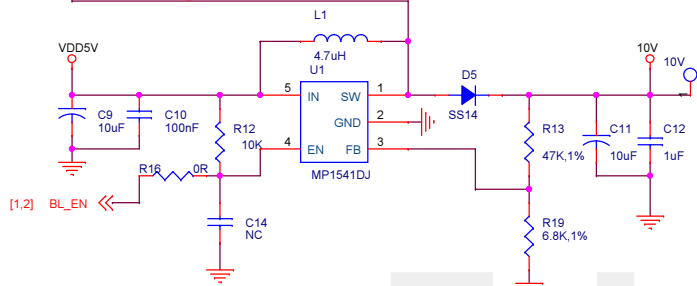 L1
4.7uH
VDD5V
U1
10V
10V
5 IN SW 1
D5
SS14
C9
10uF
C10
100nF
R12
10K
GND 2
4 EN FB 3
R13
47K,1%
C11
10uF
C12
1uF
1
MP1541DJ
R16 0R
[1,2] BL_EN
C14
NC
R19
6.8K,1%